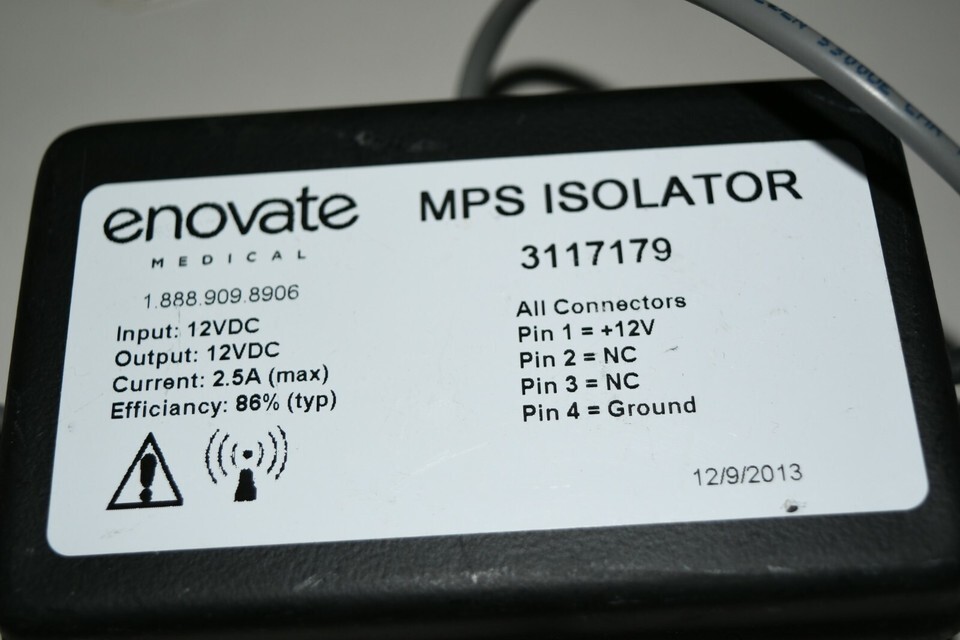 enovate
MEDICAL
1.888.909.8906
Input: 12VDC
Output: 12VDC
Current: 2.5A (max)
Efficiancy: 86% (typ)
MPS ISOLATOR
3117179
All Connectors
Pin 1 = +12V
Pin 2 = NC
Pin 3 = NC
Pin 4 = Ground
12/9/2013